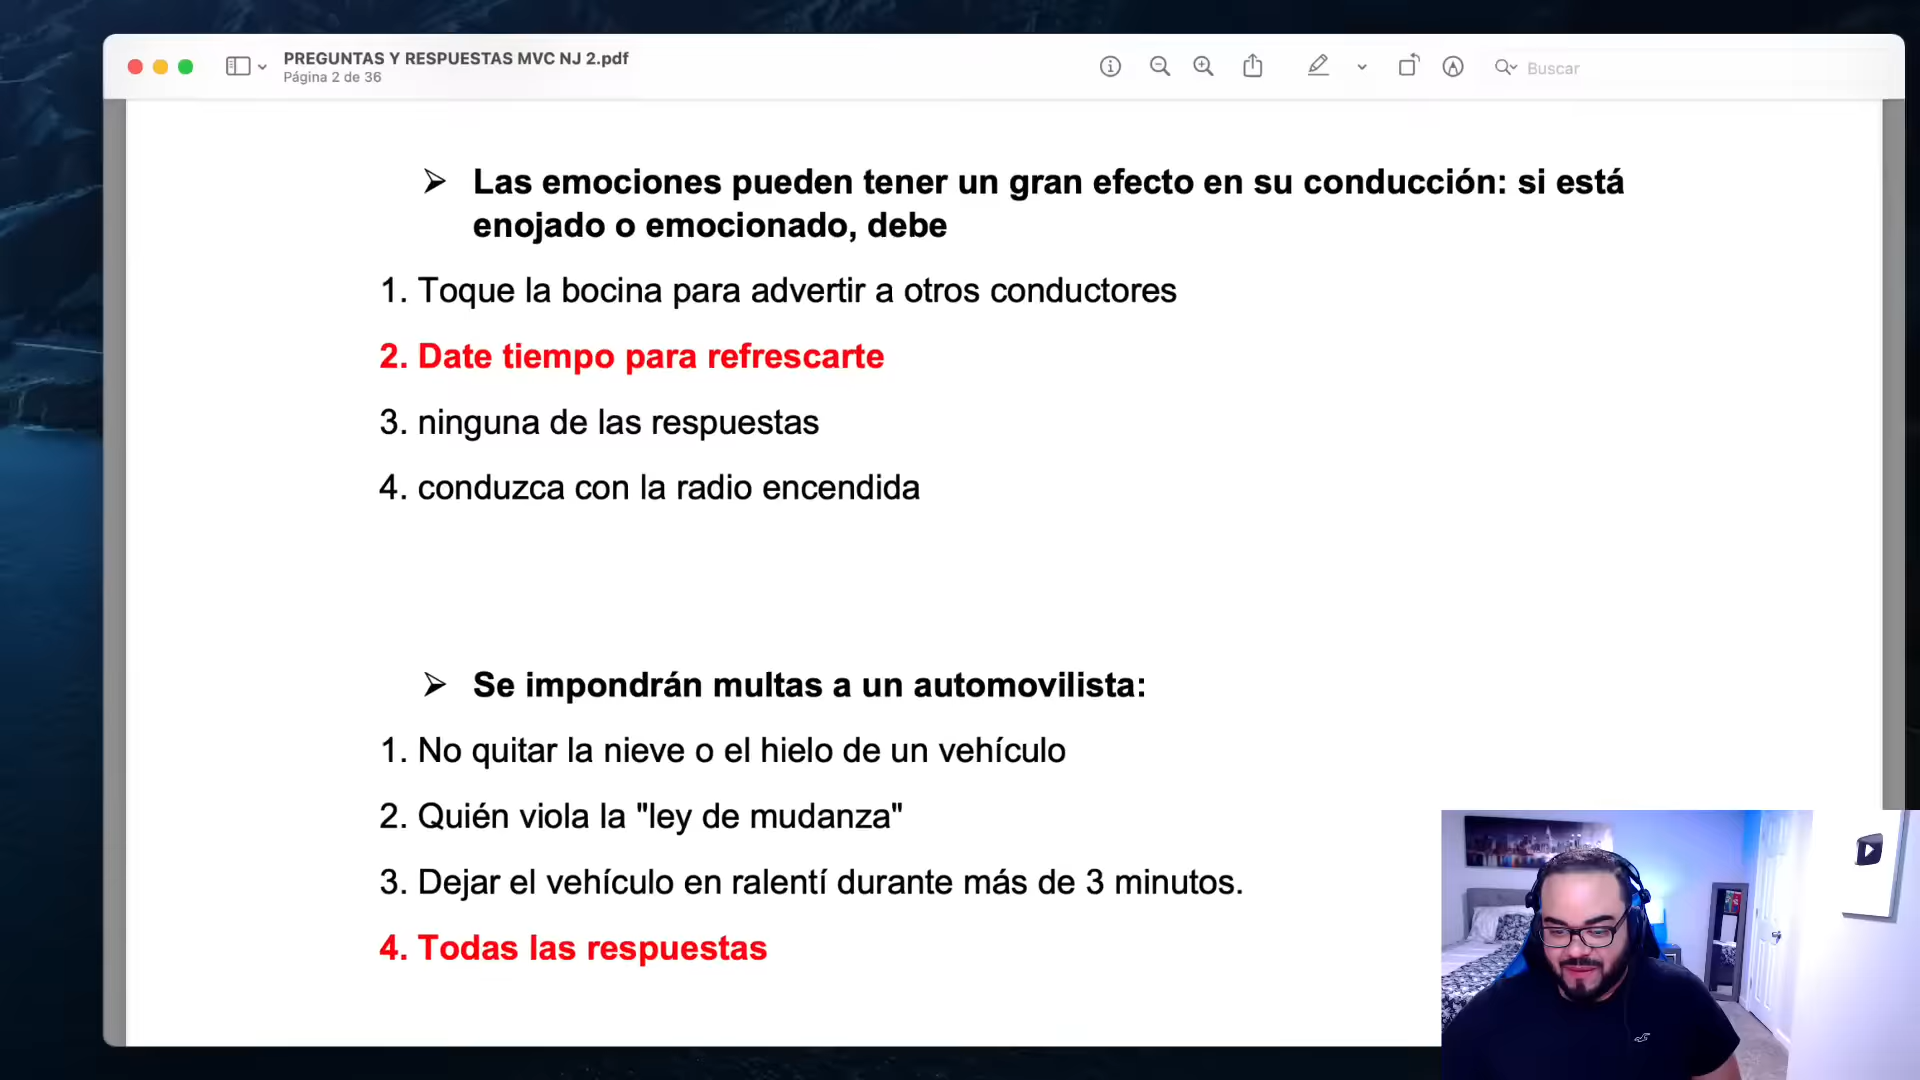 PREGUNTAS Y RESPUESTAS MVC NJ 2.pdf
Página 2 de 36
Buscar
Las emociones pueden tener un gran efecto en su conducción: si está
enojado o emocionado, debe
1. Toque la bocina para advertir a otros conductores
2. Date tiempo para refrescarte
3. ninguna de las respuestas
4. conduzca con la radio encendida
Se impondrán multas a un automovilista:
1. No quitar la nieve o el hielo de un vehículo
2. Quién viola la "ley de mudanza"
3. Dejar el vehículo en ralentí durante más de 3 minutos.
4. Todas las respuestas